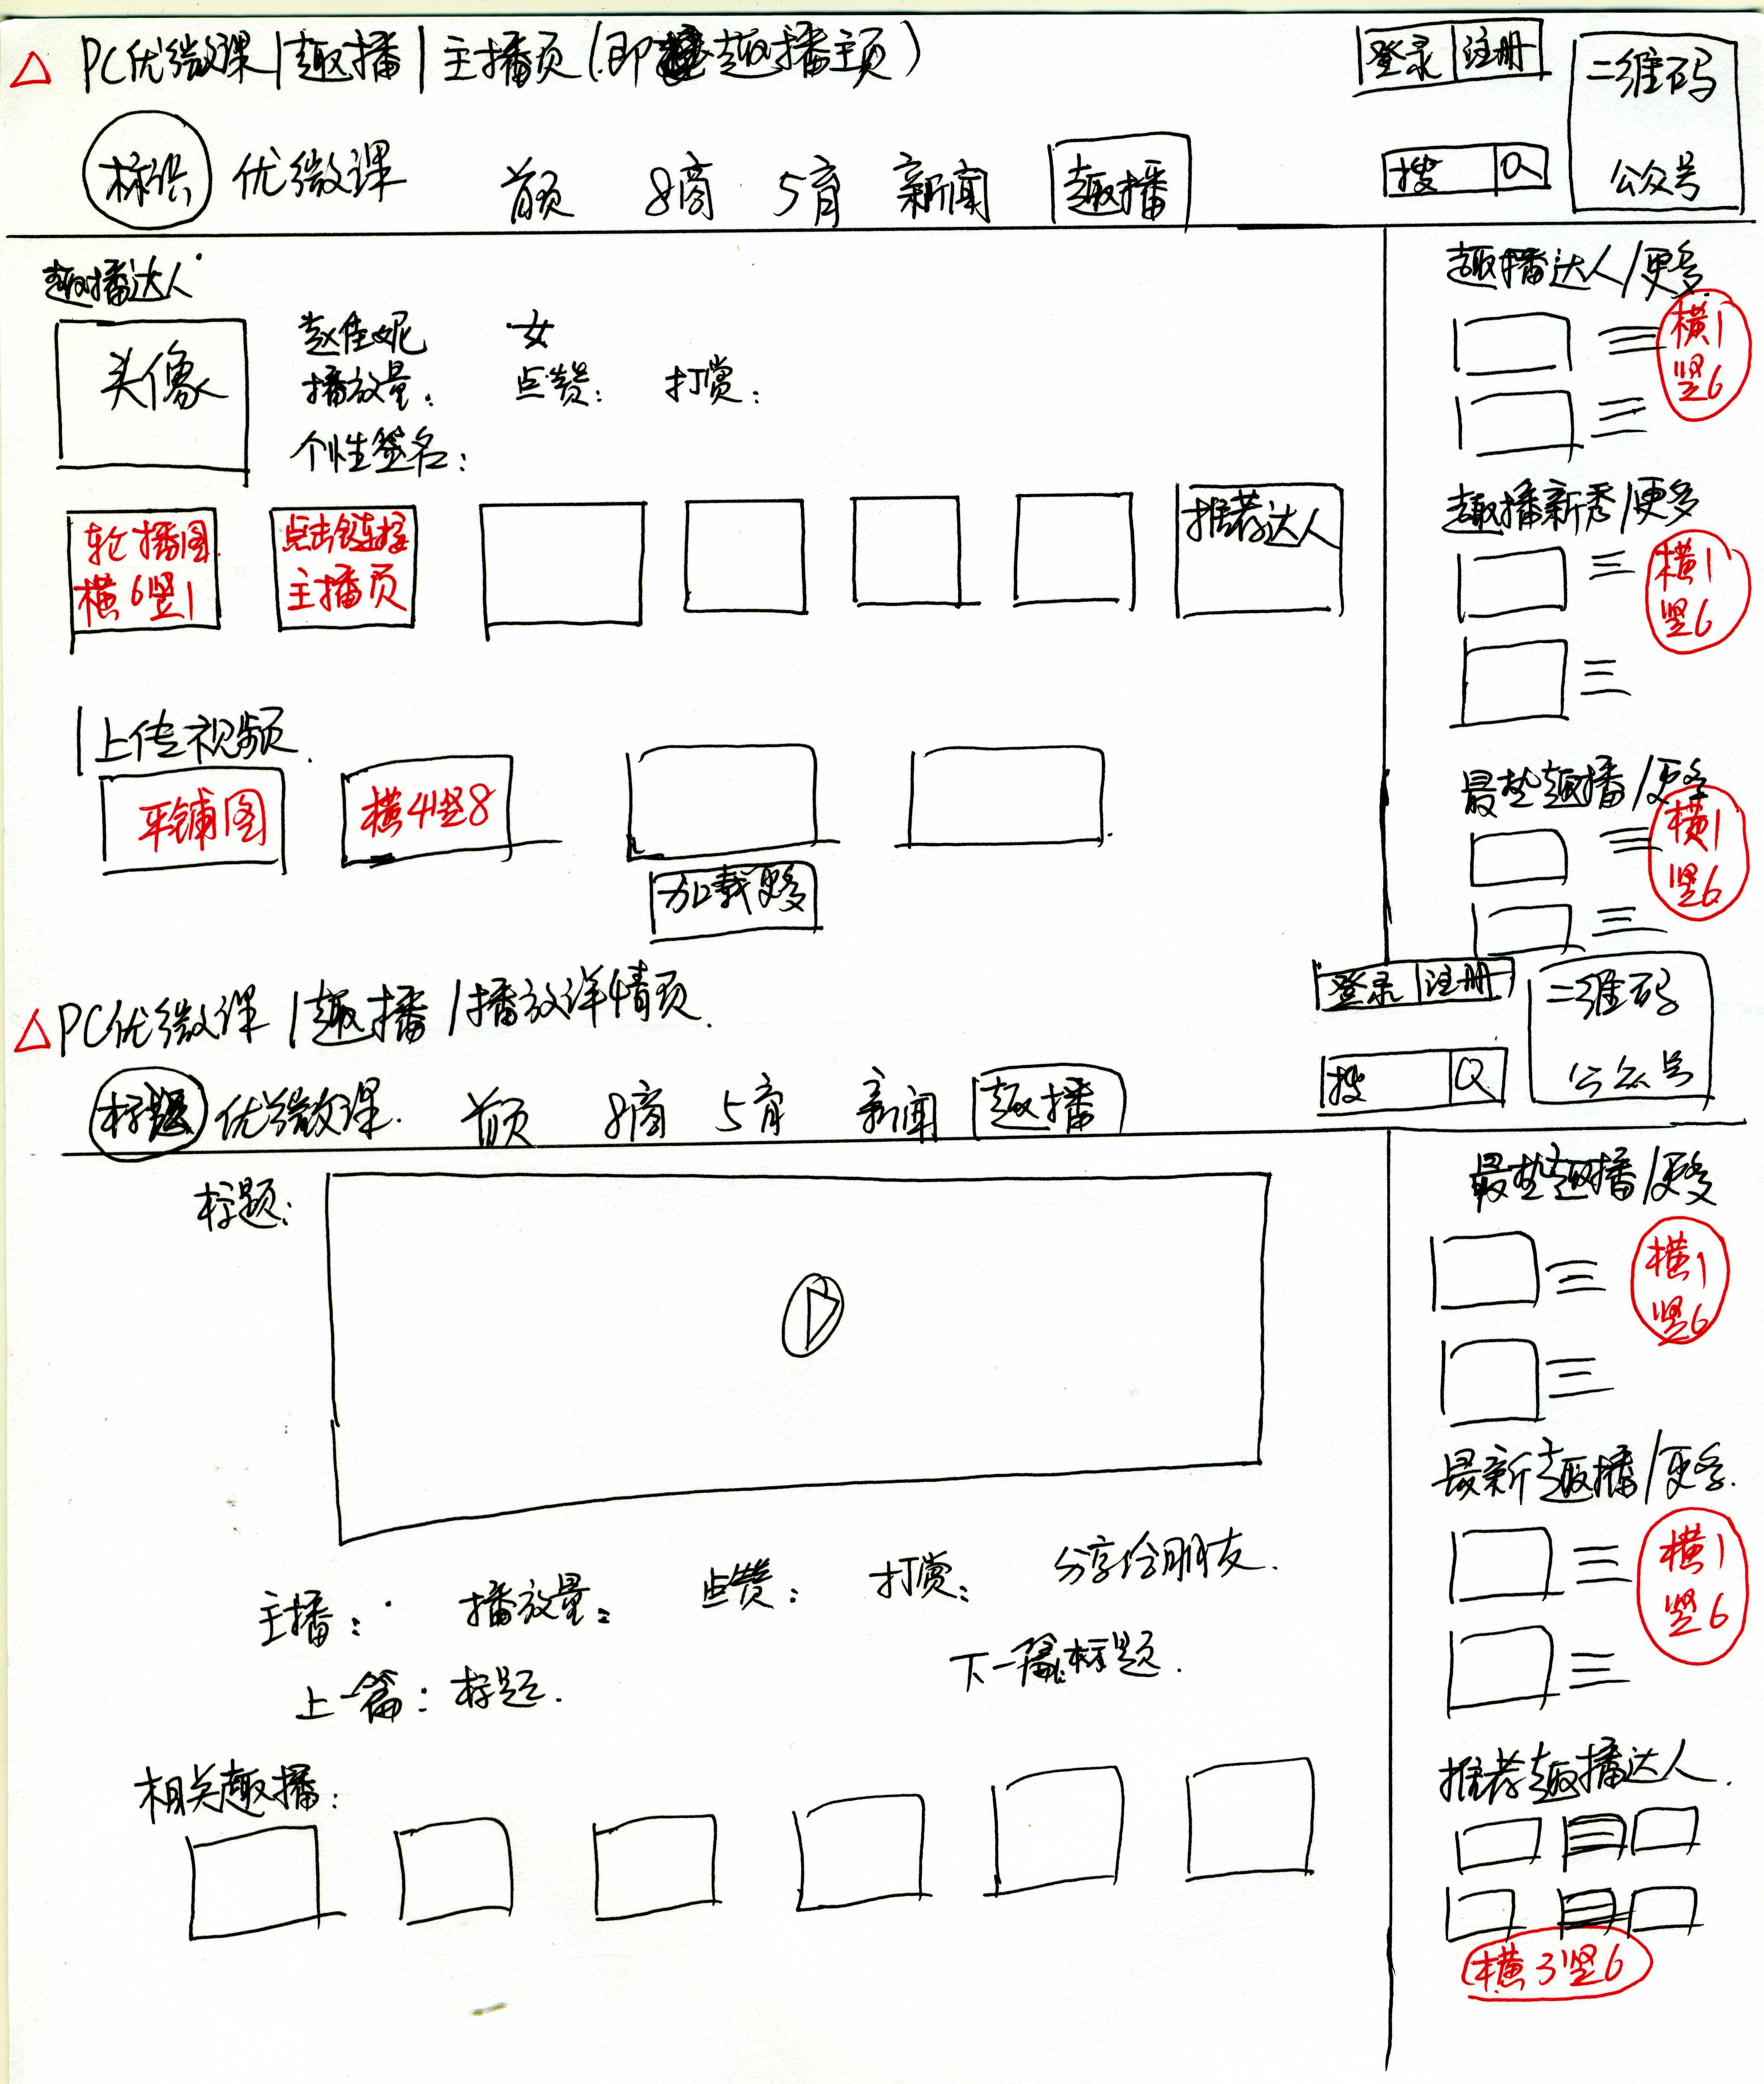 △ PC优微课|趣播|主播页(即趣播主页)
登录 注册
二维码
公众号
标识 优微课 首页 8商 5育 新闻 趣播
搜 Q
趣播达人
头像
赵佳妮 女
播放量: 点赞: 打赏:
个性签名:
轮播图
横6竖1
点击链接
主播页
推荐达人
上传视频
平铺图
横4竖8
加载更多
趣播达人/更多
横1
竖6
趣播新秀/更多
横1
竖6
最热趣播/更多
横1
竖6
△ PC优微课/趣播/播放详情页
登录 注册
二维码
公众号
标题 优微课 首页 8商 5育 新闻 趣播
搜 Q
标题:
主播: 播放量: 点赞: 打赏: 分享给朋友.
上一篇:标题. 下一篇:标题.
相关趣播:
最热趣播/更多
横1
竖6
最新趣播/更多.
横1
竖6
推荐趣播达人.
横3竖6